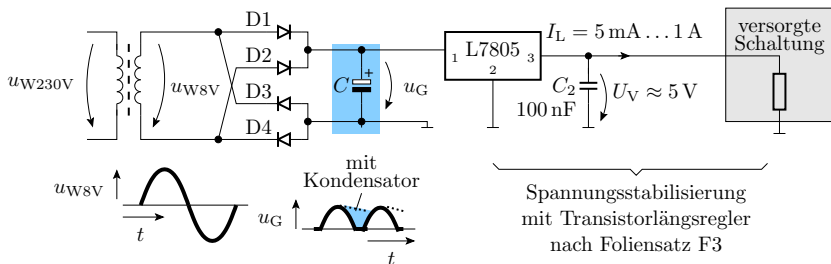 D1
D2
D3
D4
u_W230V
u_W8V
C
+
u_G
L7805
1
2
3
I_L = 5 mA … 1 A
C_2
100 nF
U_V ≈ 5 V
versorgte
Schaltung
u_W8V
t
mit
Kondensator
u_G
t
Spannungsstabilisierung
mit Transistorlängsregler
nach Foliensatz F3